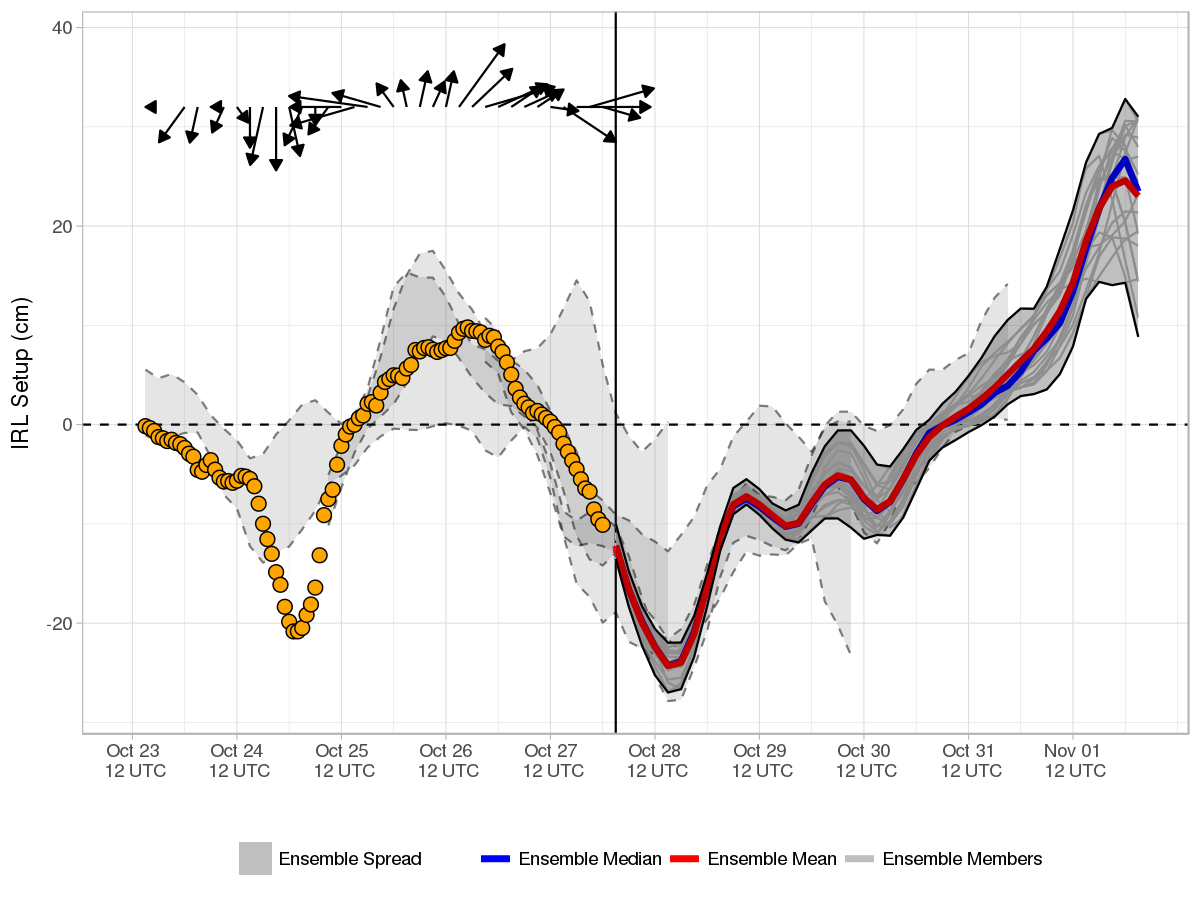 40
20
0
-20
IRL Setup (cm)
Oct 23 Oct 24 Oct 25 Oct 26 Oct 27 Oct 28 Oct 29 Oct 30 Oct 31 Nov 01
12 UTC 12 UTC 12 UTC 12 UTC 12 UTC 12 UTC 12 UTC 12 UTC 12 UTC 12 UTC
Ensemble Spread Ensemble Median Ensemble Mean Ensemble Members